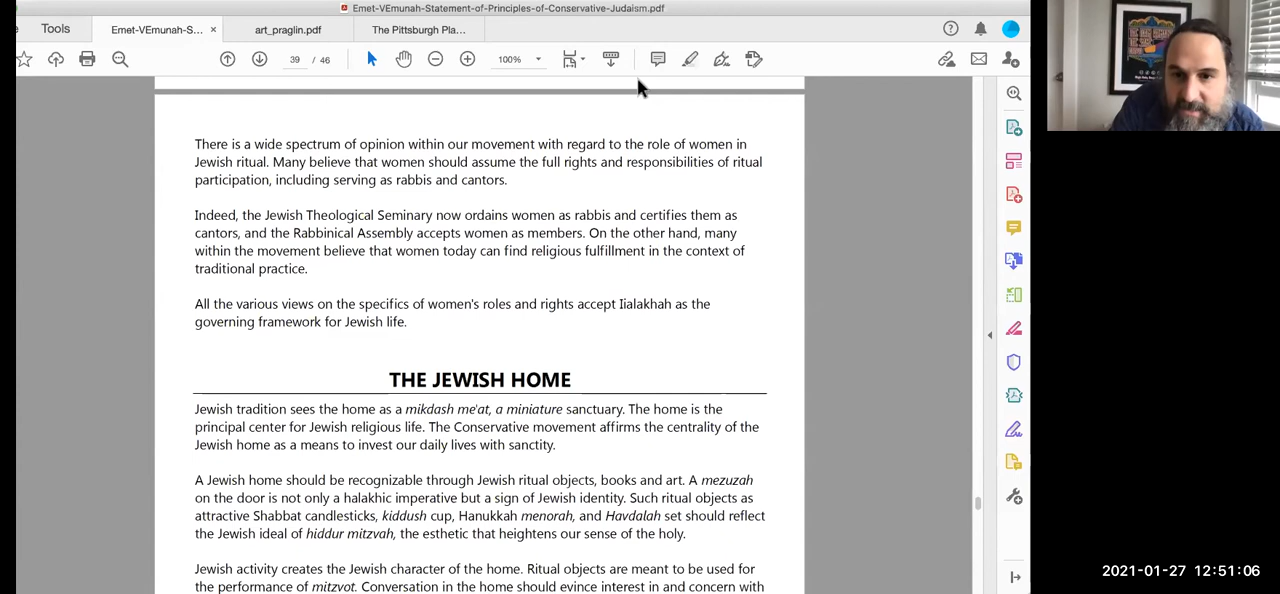 Emet-VEmunah-Statement-of-Principles-of-Conservative-Judaism.pdf
Tools
Emet-VEmunah-S... ×
art_praglin.pdf
The Pittsburgh Pla...
39 / 46
100%
There is a wide spectrum of opinion within our movement with regard to the role of women in
Jewish ritual. Many believe that women should assume the full rights and responsibilities of ritual
participation, including serving as rabbis and cantors.
Indeed, the Jewish Theological Seminary now ordains women as rabbis and certifies them as
cantors, and the Rabbinical Assembly accepts women as members. On the other hand, many
within the movement believe that women today can find religious fulfillment in the context of
traditional practice.
All the various views on the specifics of women's roles and rights accept Iialakhah as the
governing framework for Jewish life.
THE JEWISH HOME
Jewish tradition sees the home as a mikdash me'at, a miniature sanctuary. The home is the
principal center for Jewish religious life. The Conservative movement affirms the centrality of the
Jewish home as a means to invest our daily lives with sanctity.
A Jewish home should be recognizable through Jewish ritual objects, books and art. A mezuzah
on the door is not only a halakhic imperative but a sign of Jewish identity. Such ritual objects as
attractive Shabbat candlesticks, kiddush cup, Hanukkah menorah, and Havdalah set should reflect
the Jewish ideal of hiddur mitzvah, the esthetic that heightens our sense of the holy.
Jewish activity creates the Jewish character of the home. Ritual objects are meant to be used for
the performance of mitzvot. Conversation in the home should evince interest in and concern with
2021-01-27 12:51:06